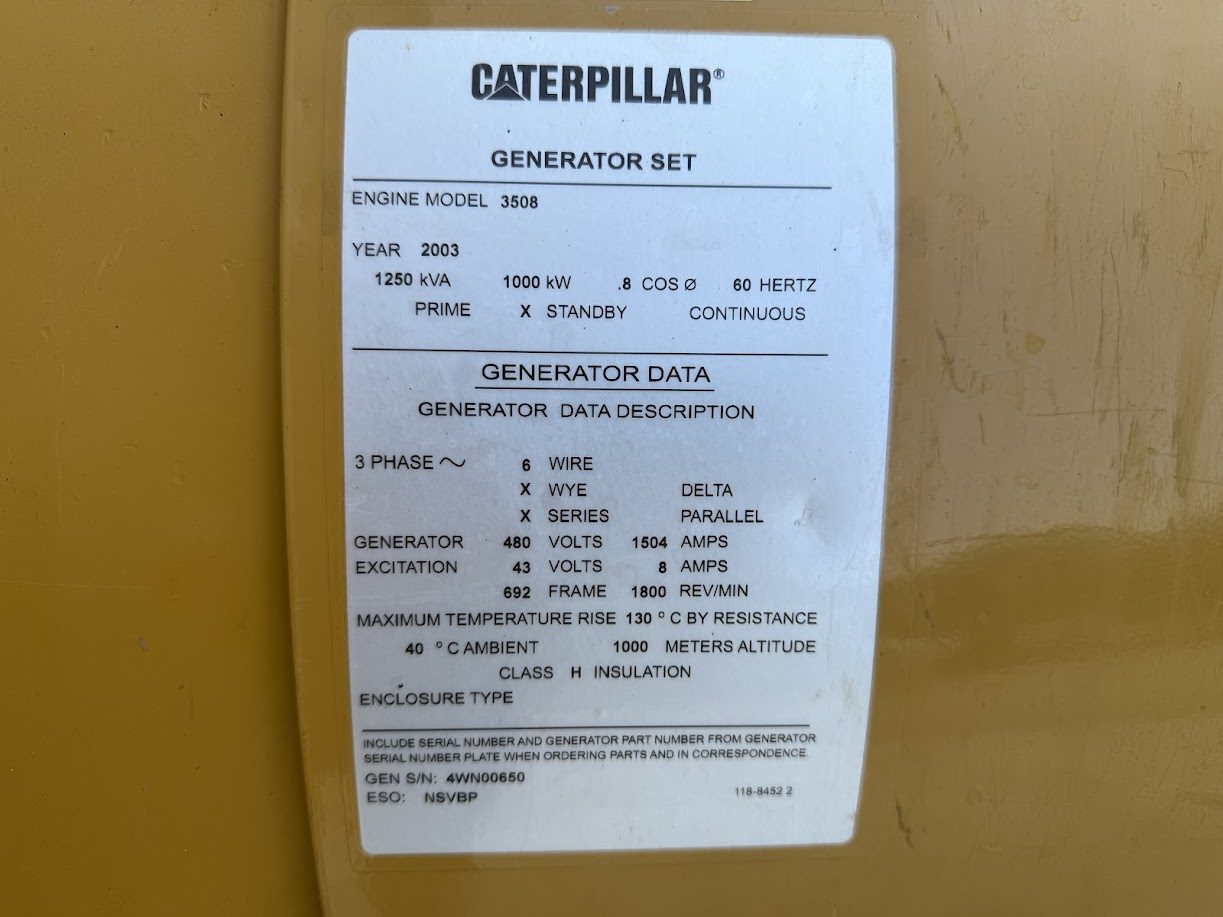 CATERPILLAR®
GENERATOR SET
ENGINE MODEL 3508
YEAR 2003
1250 kVA 1000 kW .8 COS Ø 60 HERTZ
PRIME X STANDBY CONTINUOUS
GENERATOR DATA
GENERATOR DATA DESCRIPTION
3 PHASE ~ 6 WIRE
X WYE DELTA
X SERIES PARALLEL
GENERATOR 480 VOLTS 1504 AMPS
EXCITATION 43 VOLTS 8 AMPS
692 FRAME 1800 REV/MIN
MAXIMUM TEMPERATURE RISE 130 ° C BY RESISTANCE
40 ° C AMBIENT 1000 METERS ALTITUDE
CLASS H INSULATION
ENCLOSURE TYPE
INCLUDE SERIAL NUMBER AND GENERATOR PART NUMBER FROM GENERATOR
SERIAL NUMBER PLATE WHEN ORDERING PARTS AND IN CORRESPONDENCE.
GEN S/N: 4WN00650
ESO: NSVBP 118-8452 2